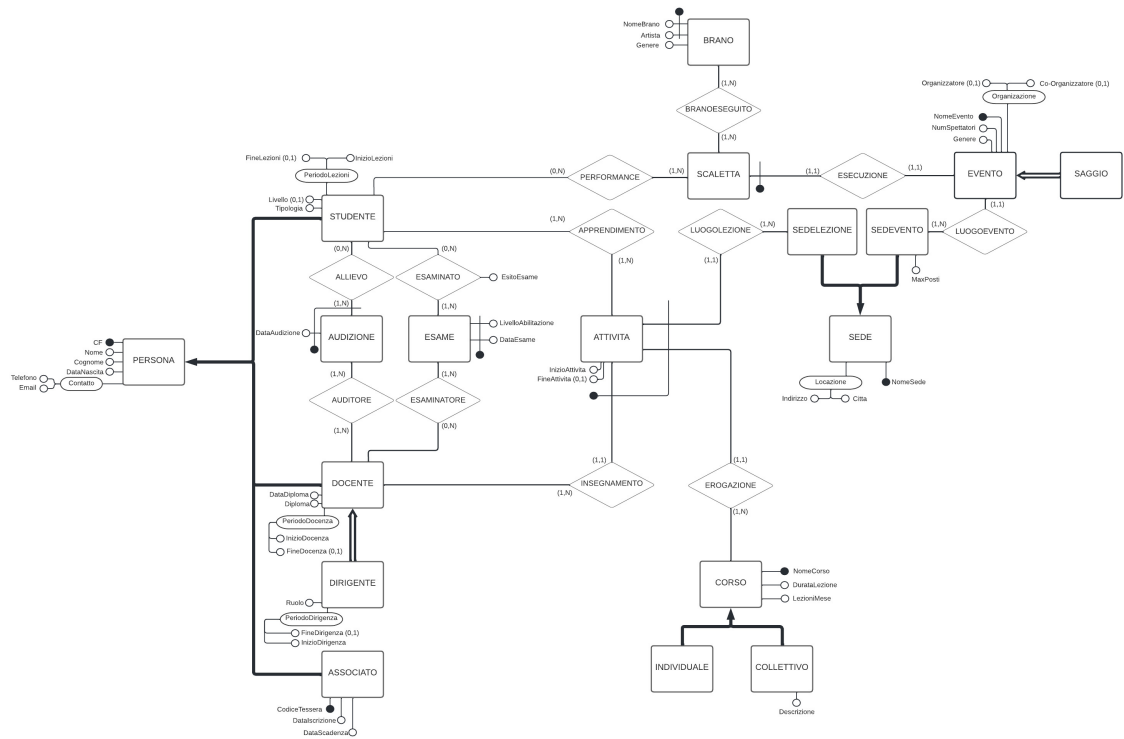 NomeBrano
Artista
Genere
BRANO
(1,N)
BRANOESEGUITO
(1,N)
Organizzatore (0,1)
Co-Organizzatore (0,1)
Organizazione
NomeEvento
NumSpettatori
Genere
FineLezioni (0,1)
InizioLezioni
PeriodoLezioni
Livello (0,1)
Tipologia
STUDENTE
(0,N)
PERFORMANCE
(1,N)
SCALETTA
(1,1)
ESECUZIONE
(1,1)
EVENTO
SAGGIO
(1,N)
APPRENDIMENTO
(1,N)
LUOGOLEZIONE
(1,N)
(1,1)
SEDELEZIONE
SEDEVENTO
(1,N)
(1,1)
LUOGOEVENTO
MaxPosti
(0,N)
(0,N)
ALLIEVO
ESAMINATO
EsitoEsame
(1,N)
(1,N)
DataAudizione
AUDIZIONE
ESAME
LivelloAbilitazione
DataEsame
ATTIVITA
InizioAttivita
FineAttivita (0,1)
SEDE
Locazione
NomeSede
Indirizzo
Citta
CF
Nome
Cognome
DataNascita
Contatto
Telefono
Email
PERSONA
(1,N)
(1,N)
AUDITORE
ESAMINATORE
(1,N)
(0,N)
DOCENTE
DataDiploma
Diploma
PeriodoDocenza
InizioDocenza
FineDocenza (0,1)
(1,1)
INSEGNAMENTO
(1,N)
(1,1)
EROGAZIONE
(1,N)
DIRIGENTE
Ruolo
PeriodoDirigenza
FineDirigenza (0,1)
InizioDirigenza
CORSO
NomeCorso
DurataLezione
LezioniMese
ASSOCIATO
INDIVIDUALE
COLLETTIVO
CodiceTessera
DataIscrizione
DataScadenza
Descrizione